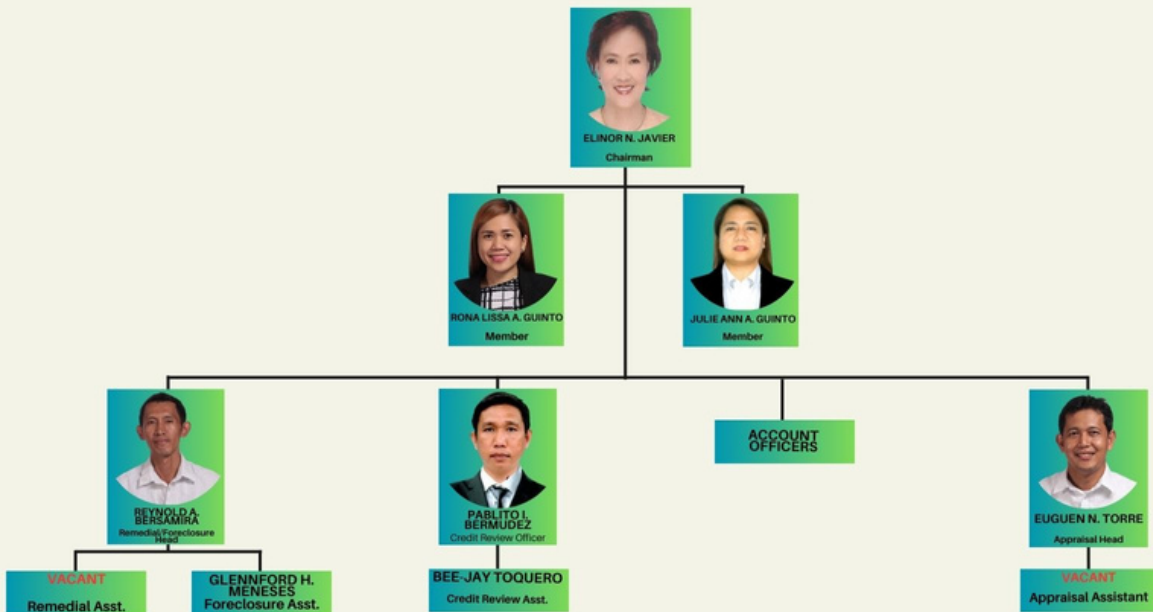 ELINOR N. JAVIER
Chairman
RONA LISSA A. GUINTO
Member
JULIE ANN A. GUINTO
Member
REYNOLD A.
BERSAMIRA
Remedial/Foreclosure
Head
PABLITO I.
BERMUDEZ
Credit Review Officer
ACCOUNT
OFFICERS
EUGUEN N. TORRE
Appraisal Head
VACANT
Remedial Asst.
GLENNFORD H.
MENESES
Foreclosure Asst.
BEE-JAY TOQUERO
Credit Review Asst.
VACANT
Appraisal Assistant